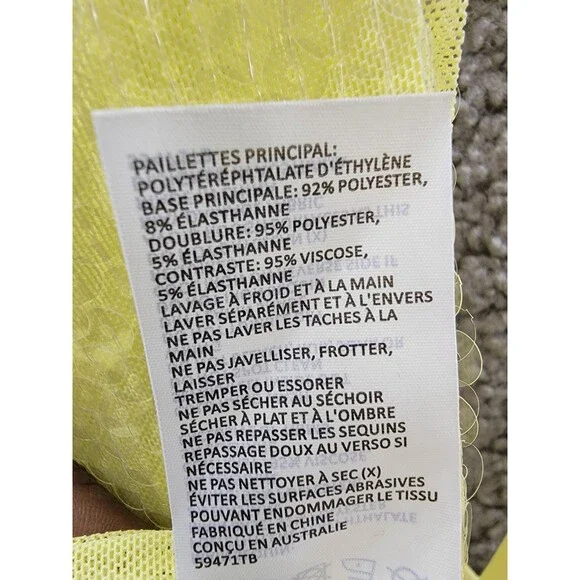 PAILLETTES PRINCIPAL:
POLYTÉRÉPHTALATE D'ÉTHYLÈNE
BASE PRINCIPALE: 92% POLYESTER,
8% ÉLASTHANNE
DOUBLURE: 95% POLYESTER,
5% ÉLASTHANNE
CONTRASTE: 95% VISCOSE,
5% ÉLASTHANNE
LAVAGE À FROID ET À LA MAIN
LAVER SÉPARÉMENT ET À L'ENVERS
NE PAS LAVER LES TACHES À LA
MAIN
NE PAS JAVELLISER, FROTTER,
LAISSER
TREMPER OU ESSORER
NE PAS SÉCHER AU SÉCHOIR
SÉCHER À PLAT ET À L'OMBRE
NE PAS REPASSER LES SEQUINS
REPASSAGE DOUX AU VERSO SI
NÉCESSAIRE
NE PAS NETTOYER À SEC (X)
ÉVITER LES SURFACES ABRASIVES
POUVANT ENDOMMAGER LE TISSU
FABRIQUÉ EN CHINE
CONÇU EN AUSTRALIE
59471TB